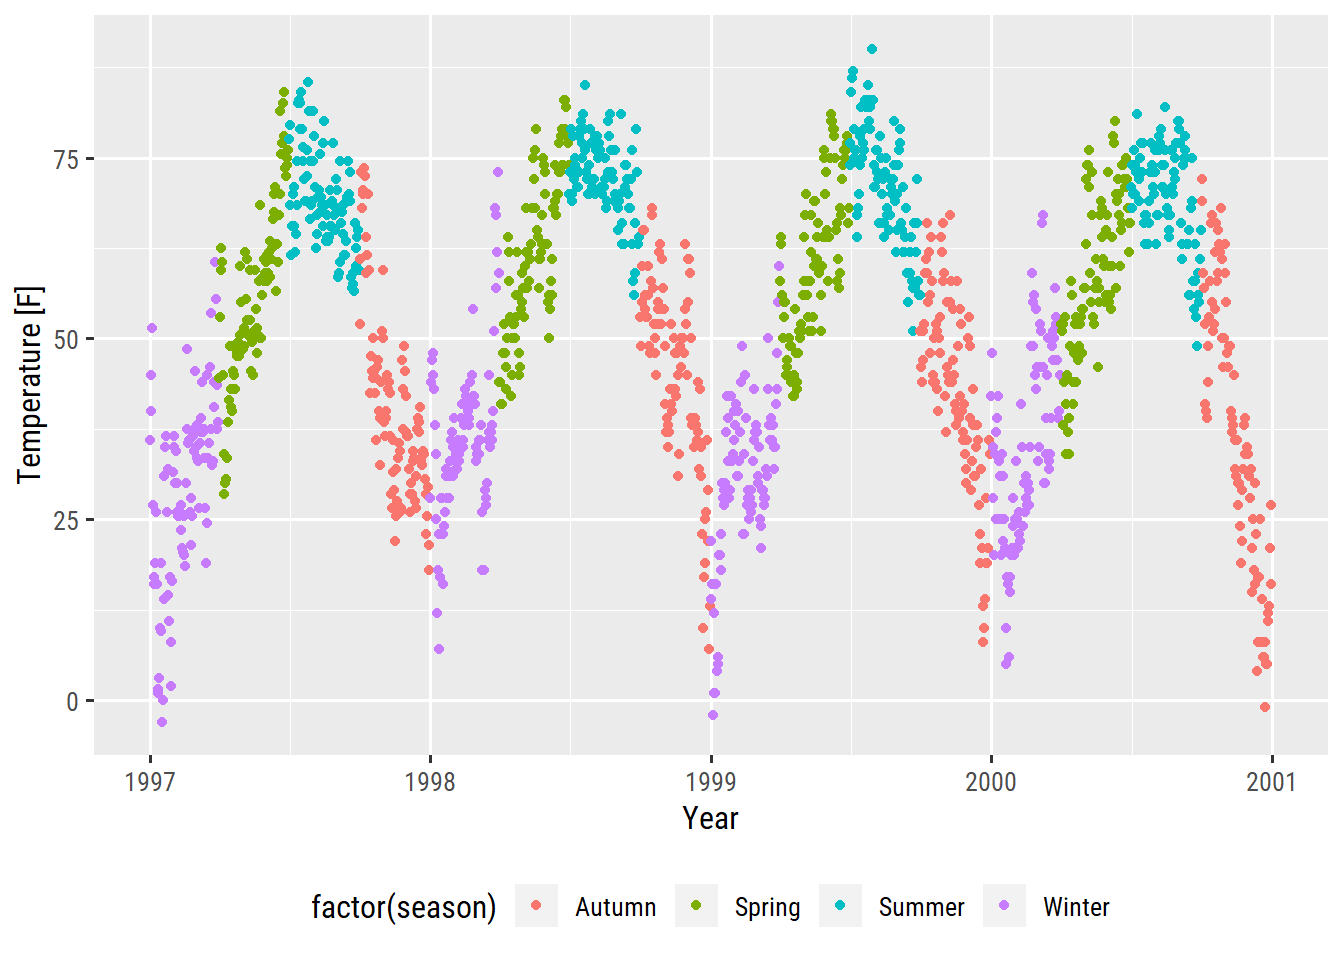 Temperature [F]
75
50
25
0
1997 1998 1999 2000 2001
Year
factor(season) Autumn Spring Summer Winter